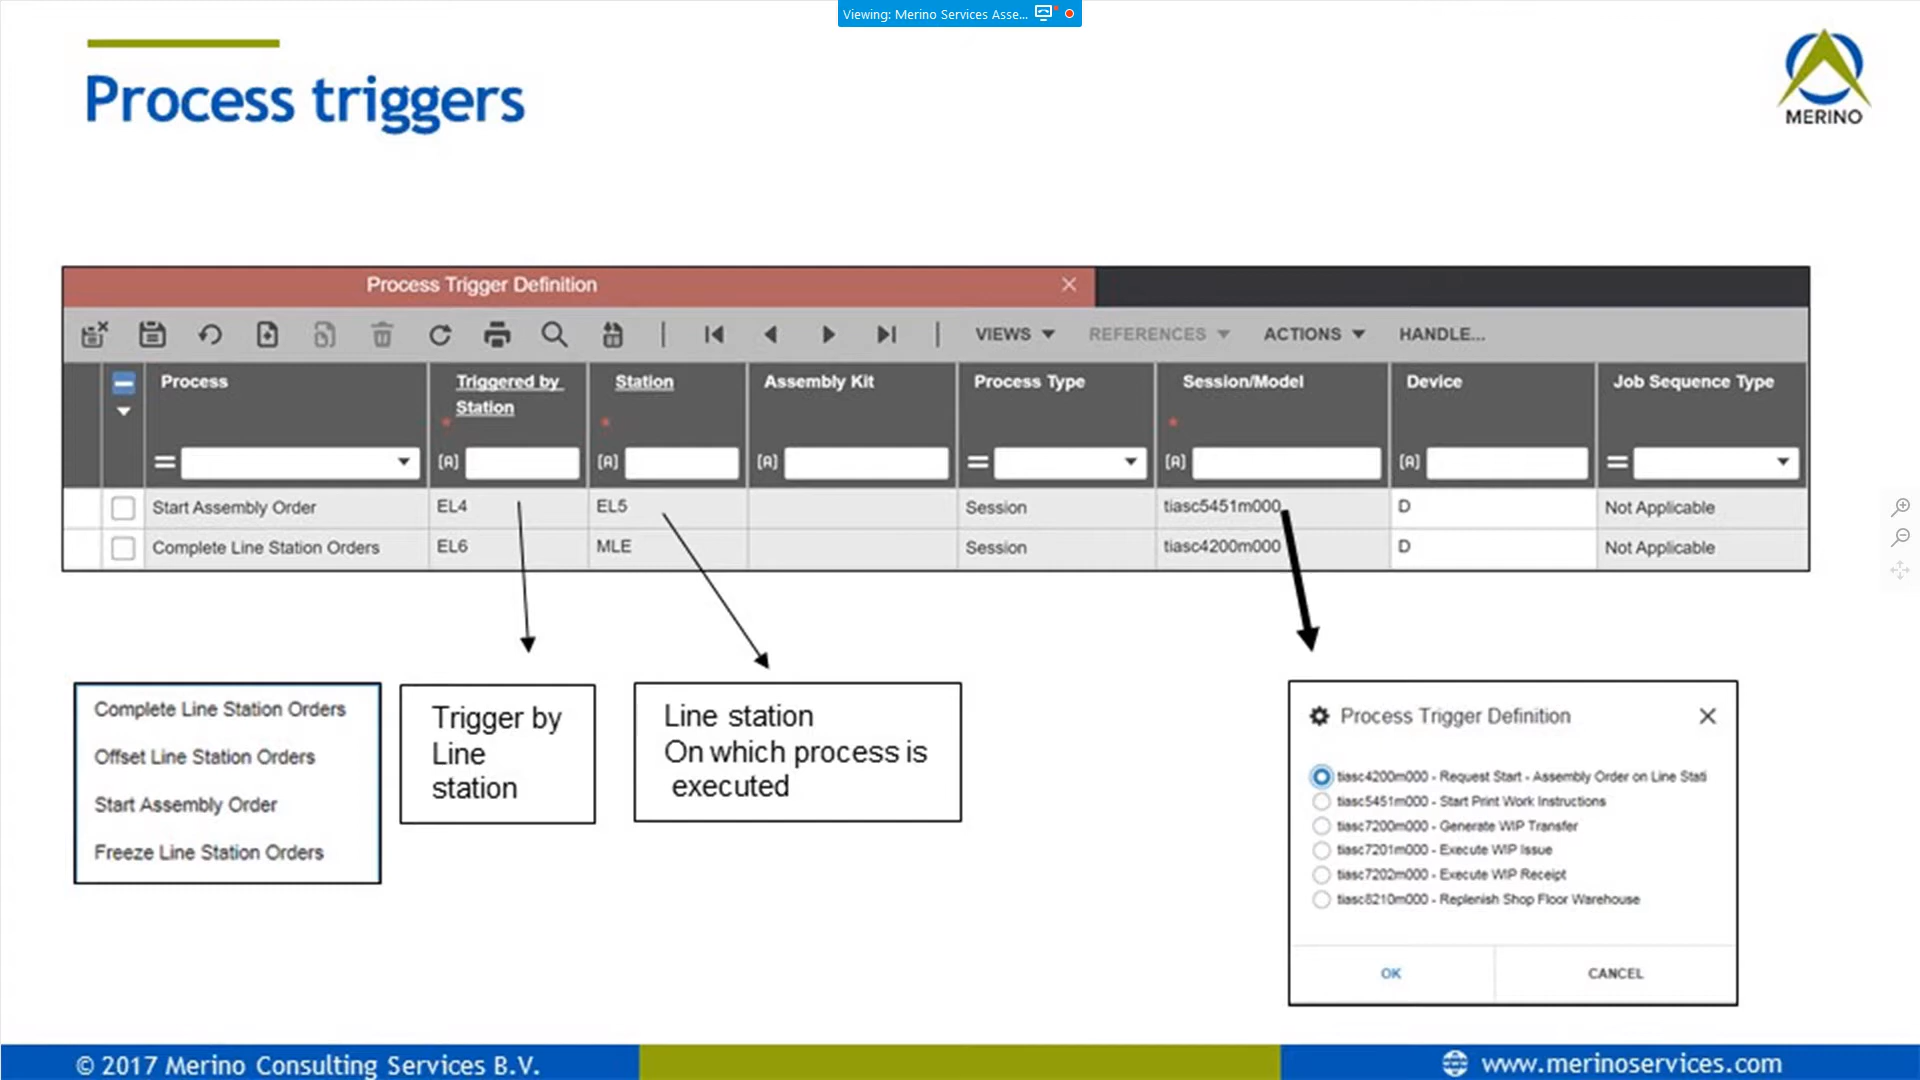 Viewing: Merino Services Asse...
Process triggers
MERINO
Process Trigger Definition
VIEWS REFERENCES ACTIONS HANDLE...
Process Triggered by Station Station Assembly Kit Process Type Session/Model Device Job Sequence Type
Start Assembly Order EL4 EL5 Session tiasc5451m000 D Not Applicable
Complete Line Station Orders EL6 MLE Session tiasc4200m000 D Not Applicable
Complete Line Station Orders
Offset Line Station Orders
Start Assembly Order
Freeze Line Station Orders
Trigger by
Line
station
Line station
On which process is
executed
Process Trigger Definition
tiasc4200m000 - Request Start - Assembly Order on Line Stati
tiasc5451m000 - Start Print Work Instructions
tiasc7200m000 - Generate WIP Transfer
tiasc7201m000 - Execute WIP Issue
tiasc7202m000 - Execute WIP Receipt
tiasc8210m000 - Replenish Shop Floor Warehouse
OK CANCEL
© 2017 Merino Consulting Services B.V.
www.merinoservices.com